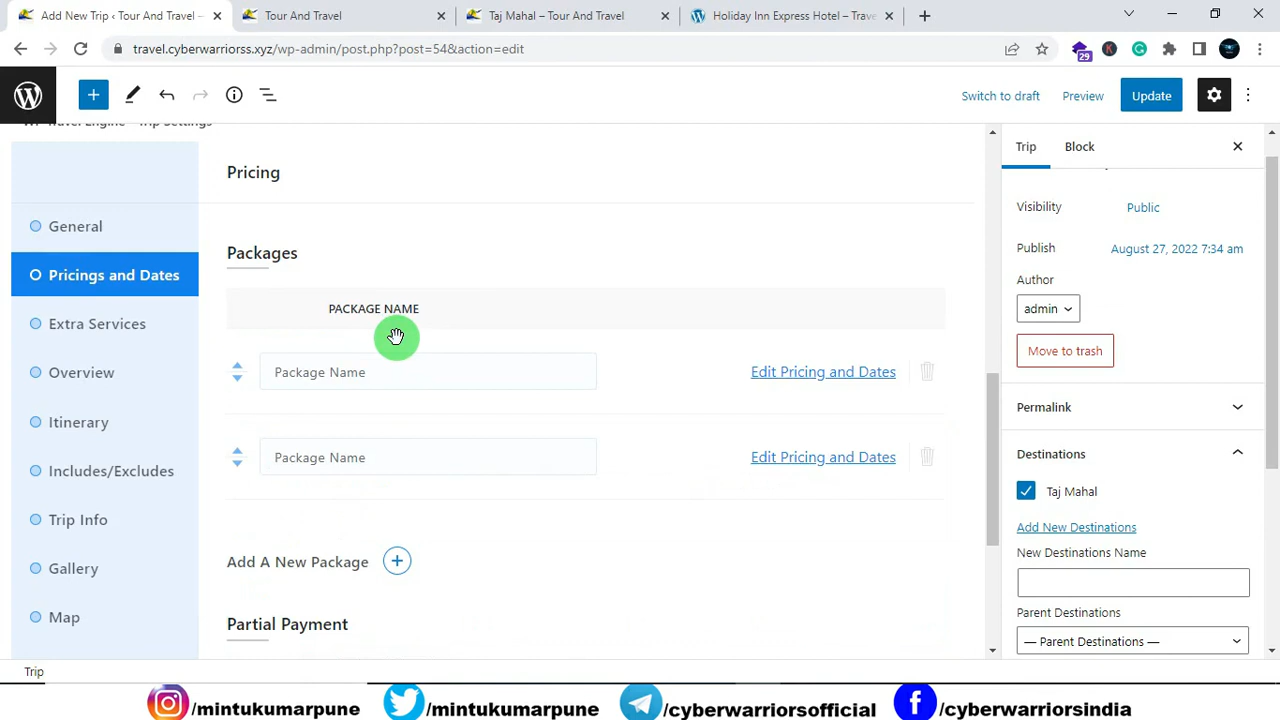 Add New Trip ‹ Tour And Travel –
Tour And Travel
Taj Mahal – Tour And Travel
Holiday Inn Express Hotel – Trave
travel.cyberwarriorss.xyz/wp-admin/post.php?post=54&action=edit
29
Switch to draft
Preview
Update
Trip Settings
Pricing
Trip
Block
General
Pricings and Dates
Extra Services
Overview
Itinerary
Includes/Excludes
Trip Info
Gallery
Map
Packages
PACKAGE NAME
Package Name
Edit Pricing and Dates
Package Name
Edit Pricing and Dates
Add A New Package
Partial Payment
Visibility
Public
Publish
August 27, 2022 7:34 am
Author
admin
Move to trash
Permalink
Destinations
Taj Mahal
Add New Destinations
New Destinations Name
Parent Destinations
— Parent Destinations —
Trip
/mintukumarpune
/mintukumarpune
/cyberwarriorsofficial
/cyberwarriorsindia